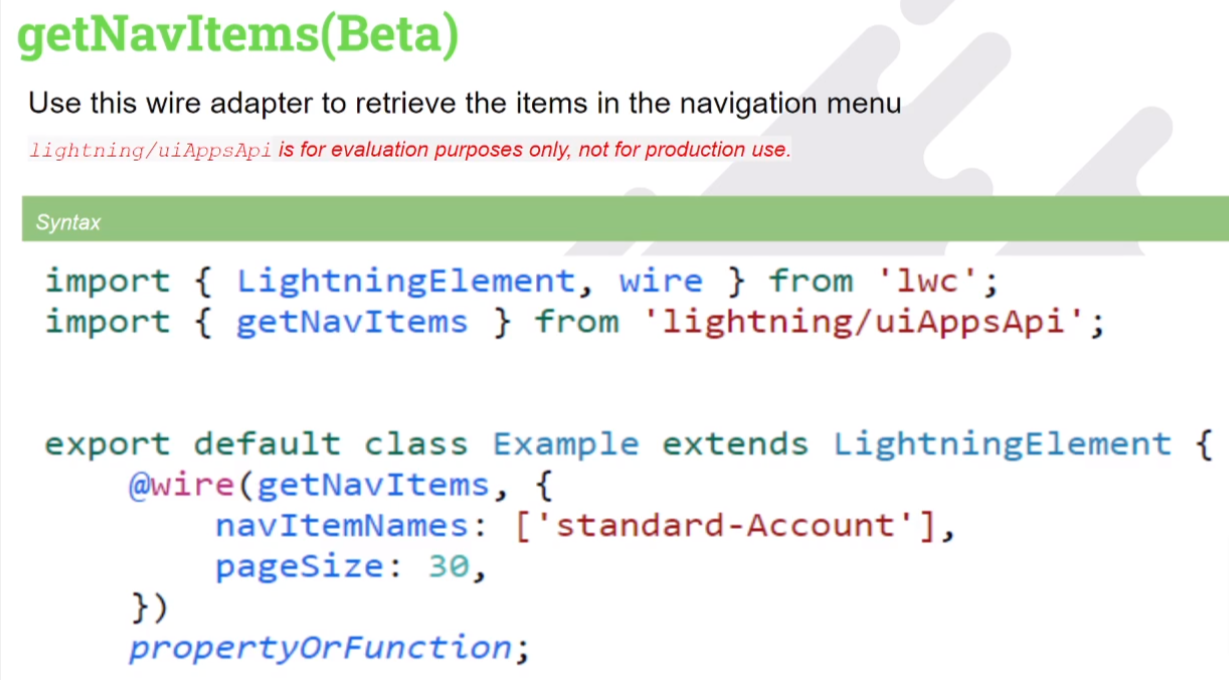 getNavItems(Beta)
Use this wire adapter to retrieve the items in the navigation menu
lightning/uiAppsApi is for evaluation purposes only, not for production use.
Syntax
import { LightningElement, wire } from 'lwc';
import { getNavItems } from 'lightning/uiAppsApi';
export default class Example extends LightningElement {
@wire(getNavItems, {
navItemNames: ['standard-Account'],
pageSize: 30,
})
propertyOrFunction;